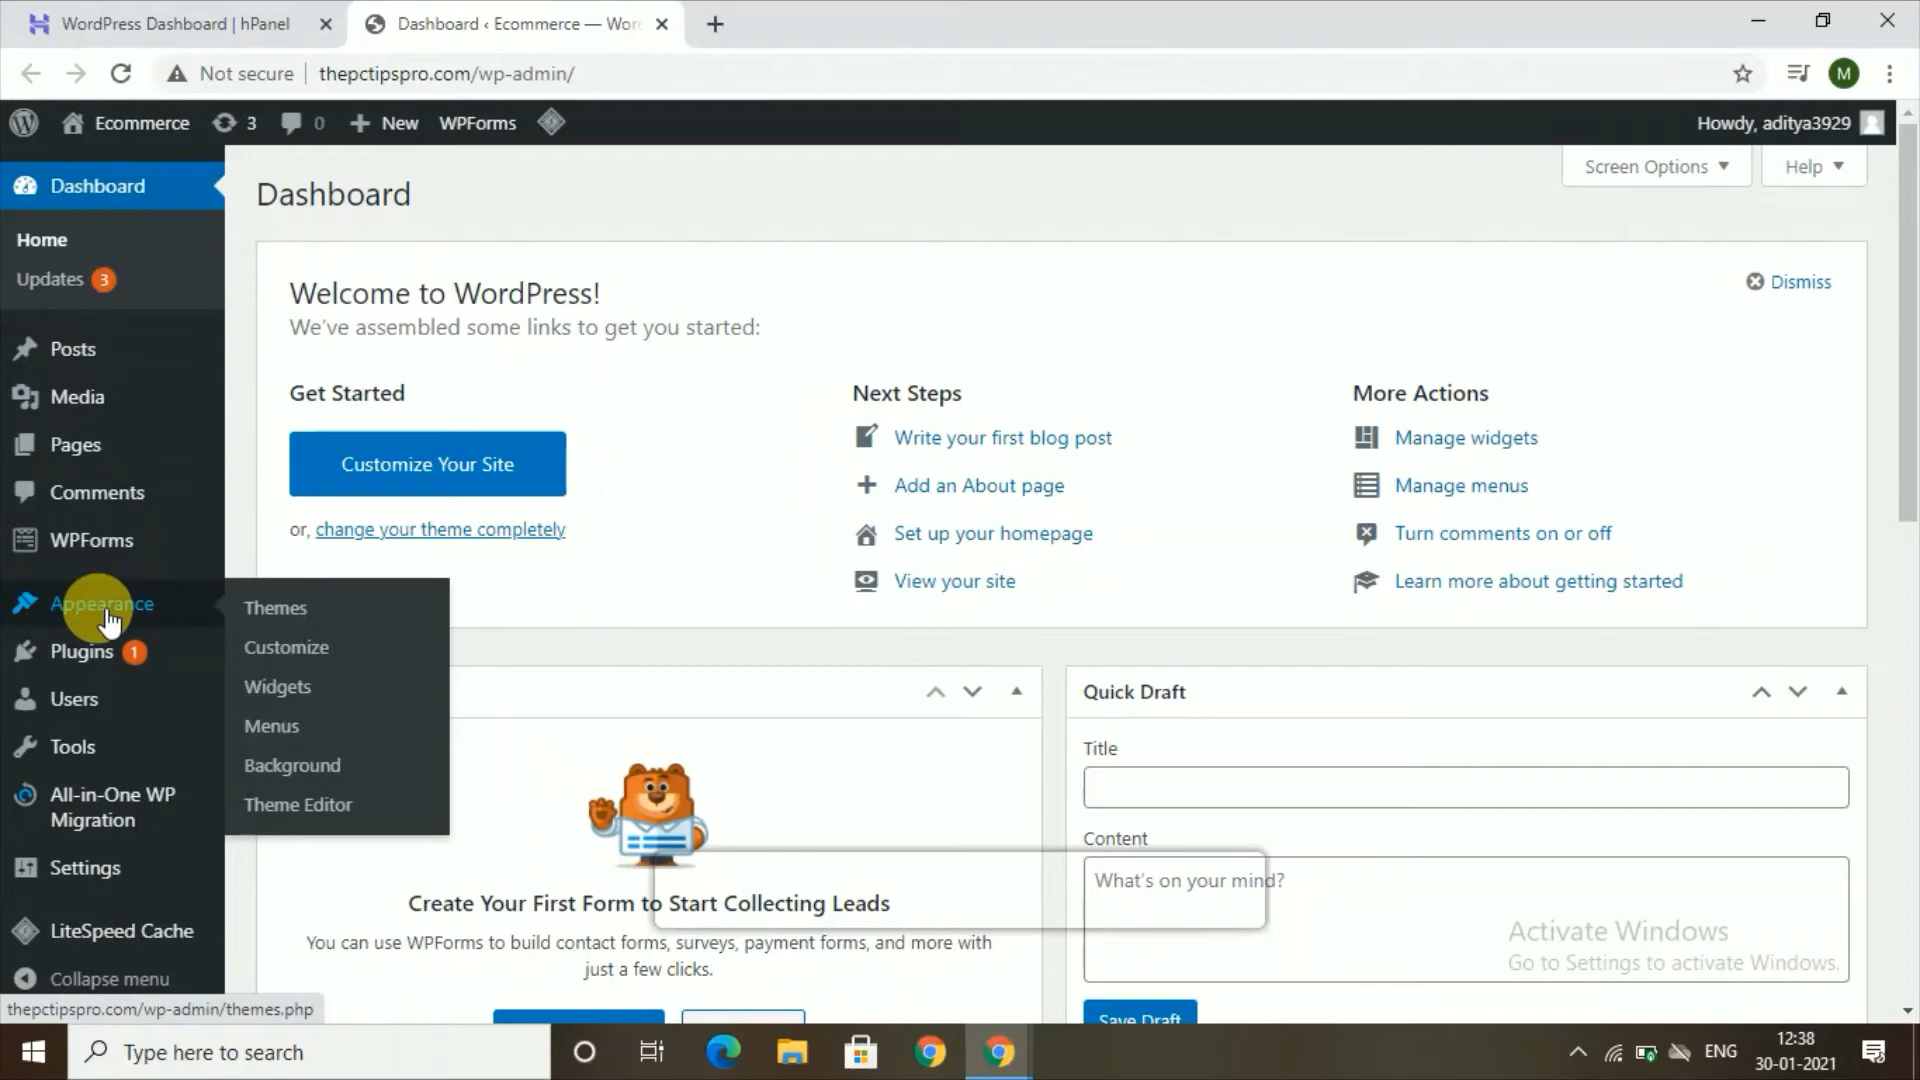 WordPress Dashboard | hPanel
Dashboard ‹ Ecommerce — Wor
Not secure
thepctipspro.com/wp-admin/
M
Ecommerce
3
0
New
WPForms
Howdy, aditya3929
Dashboard
Home
Updates 3
Posts
Media
Pages
Comments
WPForms
Appearance
Plugins 1
Users
Tools
All-in-One WP
Migration
Settings
LiteSpeed Cache
Collapse menu
Themes
Customize
Widgets
Menus
Background
Theme Editor
Dashboard
Screen Options
Help
Welcome to WordPress!
We've assembled some links to get you started:
Dismiss
Get Started
Customize Your Site
or, change your theme completely
Next Steps
Write your first blog post
Add an About page
Set up your homepage
View your site
More Actions
Manage widgets
Manage menus
Turn comments on or off
Learn more about getting started
Create Your First Form to Start Collecting Leads
You can use WPForms to build contact forms, surveys, payment forms, and more with
just a few clicks.
Quick Draft
Title
Content
What's on your mind?
Save Draft
Activate Windows
Go to Settings to activate Windows.
thepctipspro.com/wp-admin/themes.php
Type here to search
ENG
12:38
30-01-2021